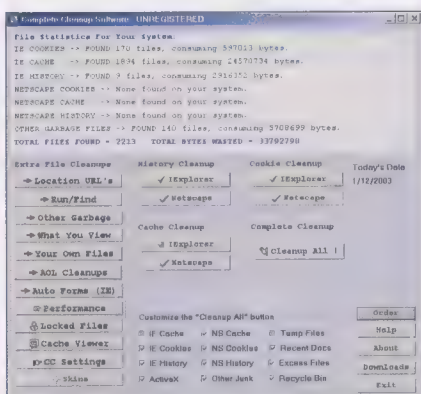 Complete Cleanup Software UNREGISTERED
File Statistics For Your System.
IE COOKIES -> FOUND 170 files, consuming 597013 bytes.
IE CACHE -> FOUND 1894 files, consuming 24570734 bytes.
IE HISTORY -> FOUND 9 files, consuming 2916352 bytes.
NETSCAPE COOKIES -> None found on your system.
NETSCAPE CACHE -> None found on your system.
NETSCAPE HISTORY -> None found on your system.
OTHER GARBAGE FILES -> FOUND 140 files, consuming 5708699 bytes.
TOTAL FILES FOUND = 2213 TOTAL BYTES WASTED = 33792798
Extra File Cleanups
Location URL's
Run/Find
Other Garbage
What You View
Your Own Files
AOL Cleanups
Auto Forms (IE)
Performance
Locked Files
Cache Viewer
CC Settings
Skins
History Cleanup
IExplorer
Netscape
Cache Cleanup
IExplorer
Netscape
Cookie Cleanup
IExplorer
Netscape
Complete Cleanup
Cleanup All !
Today's Date
1/12/2003
Customize the "Cleanup All" button
IE Cache NS Cache Temp Files
IE Cookies NS Cookies Recent Docs
IE History NS History Excess Files
ActiveX Other Junk Recycle Bin
Order
Help
About
Downloads
Exit